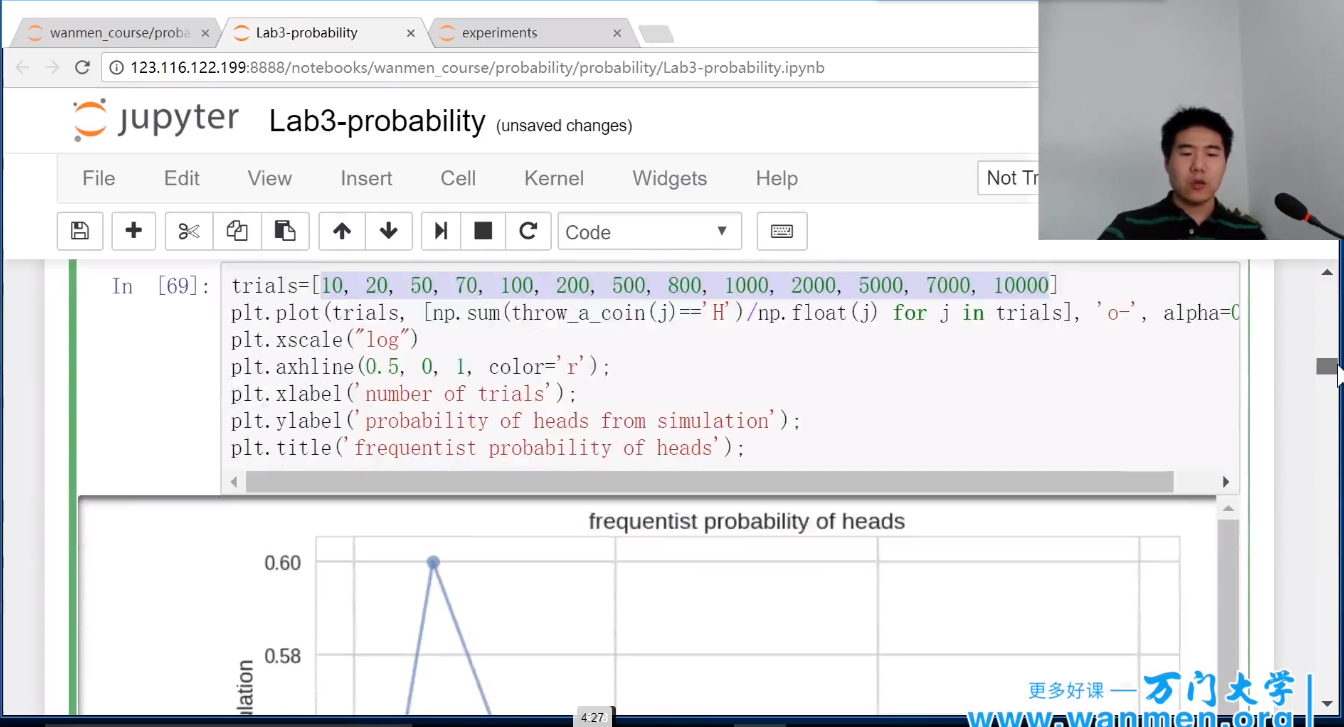 wanmen_course/proba
Lab3-probability
experiments
123.116.122.199:8888/notebooks/wanmen_course/probability/probability/Lab3-probability.ipynb
jupyter Lab3-probability (unsaved changes)
File Edit View Insert Cell Kernel Widgets Help Not Tr
Code
In [69]: trials=[10, 20, 50, 70, 100, 200, 500, 800, 1000, 2000, 5000, 7000, 10000]
plt.plot(trials, [np.sum(throw_a_coin(j)=='H')/np.float(j) for j in trials], 'o-', alpha=0
plt.xscale("log")
plt.axhline(0.5, 0, 1, color='r');
plt.xlabel('number of trials');
plt.ylabel('probability of heads from simulation');
plt.title('frequentist probability of heads');
frequentist probability of heads
0.60
0.58
ulation
更多好课 — 万门大学
www.wanmen.org
4:27